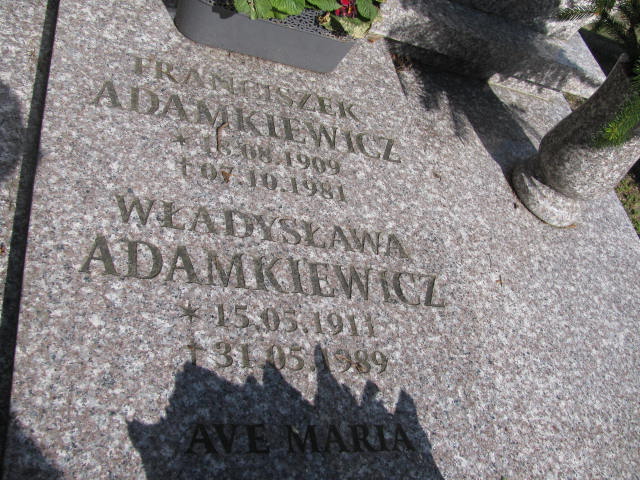 FRANCISZEK
ADAMKIEWICZ
* 15.08.1909
† 07.10.1981
WŁADYSŁAWA
ADAMKIEWICZ
* 15.05.1911
† 31.05.1989
AVE MARIA